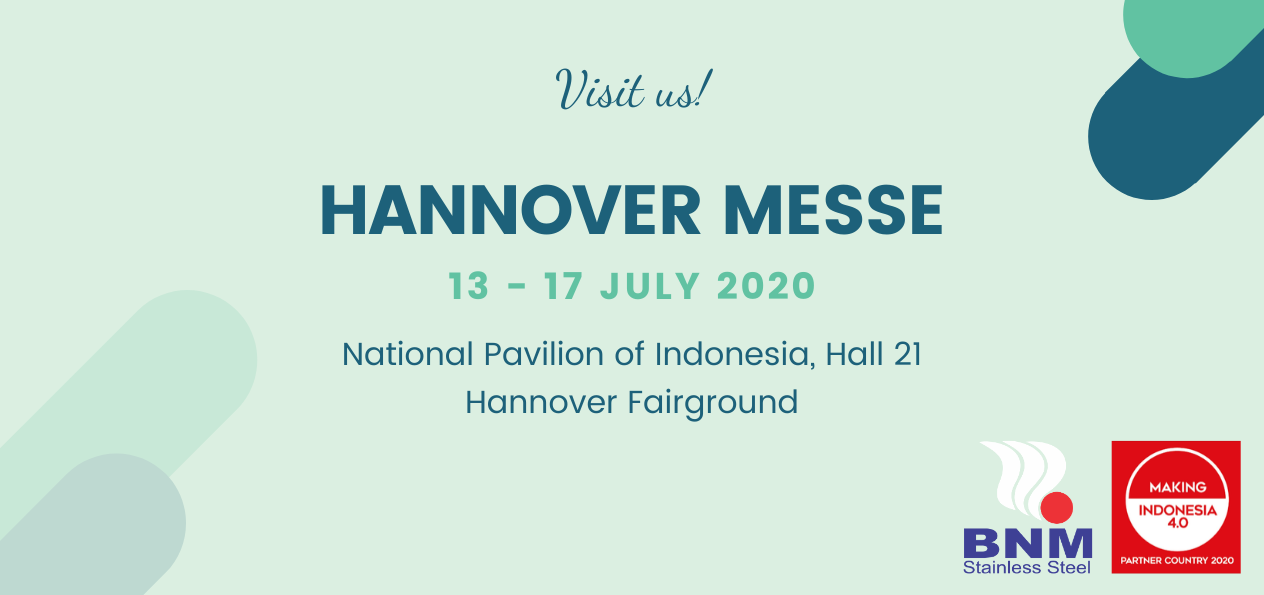 Visit us!
HANNOVER MESSE
13 - 17 JULY 2020
National Pavilion of Indonesia, Hall 21
Hannover Fairground
BNM
Stainless Steel
MAKING
INDONESIA
4.0
PARTNER COUNTRY 2020